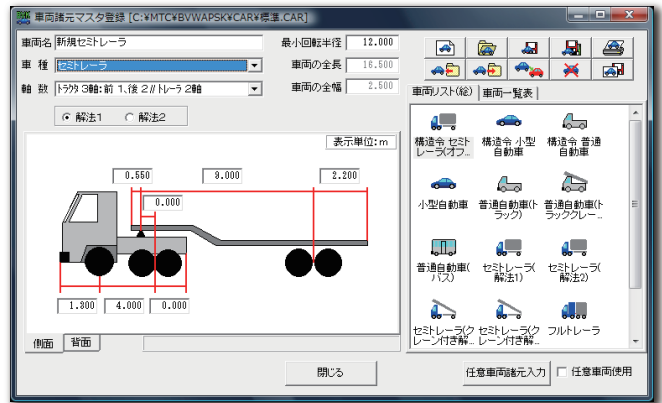 車両諸元マスタ登録 [C:¥MTC¥BVWAPSK¥CAR¥標準.CAR]
車両名 新規セミトレーラ
最小回転半径 12.000
車 種 セミトレーラ
車両の全長 16.500
軸 数 トラクタ 3軸:前 1、後 2 // トレーラ 2軸
車両の全幅 2.500
解法1 解法2
車両リスト(絵) 車両一覧表
表示単位:m
0.550 9.000 2.200
0.000
1.300 4.000 0.000
側面 背面
構造令 セミト
レーラ(オフ...
構造令 小型
自動車
構造令 普通
自動車
小型自動車
普通自動車(ト
ラック)
普通自動車(ト
ラッククレー...
普通自動車(
バス)
セミトレーラ(
解法1)
セミトレーラ(
解法2)
セミトレーラ(ク
レーン付き解...
セミトレーラ(ク
レーン付き解...
フルトレーラ
閉じる
任意車両諸元入力
任意車両使用